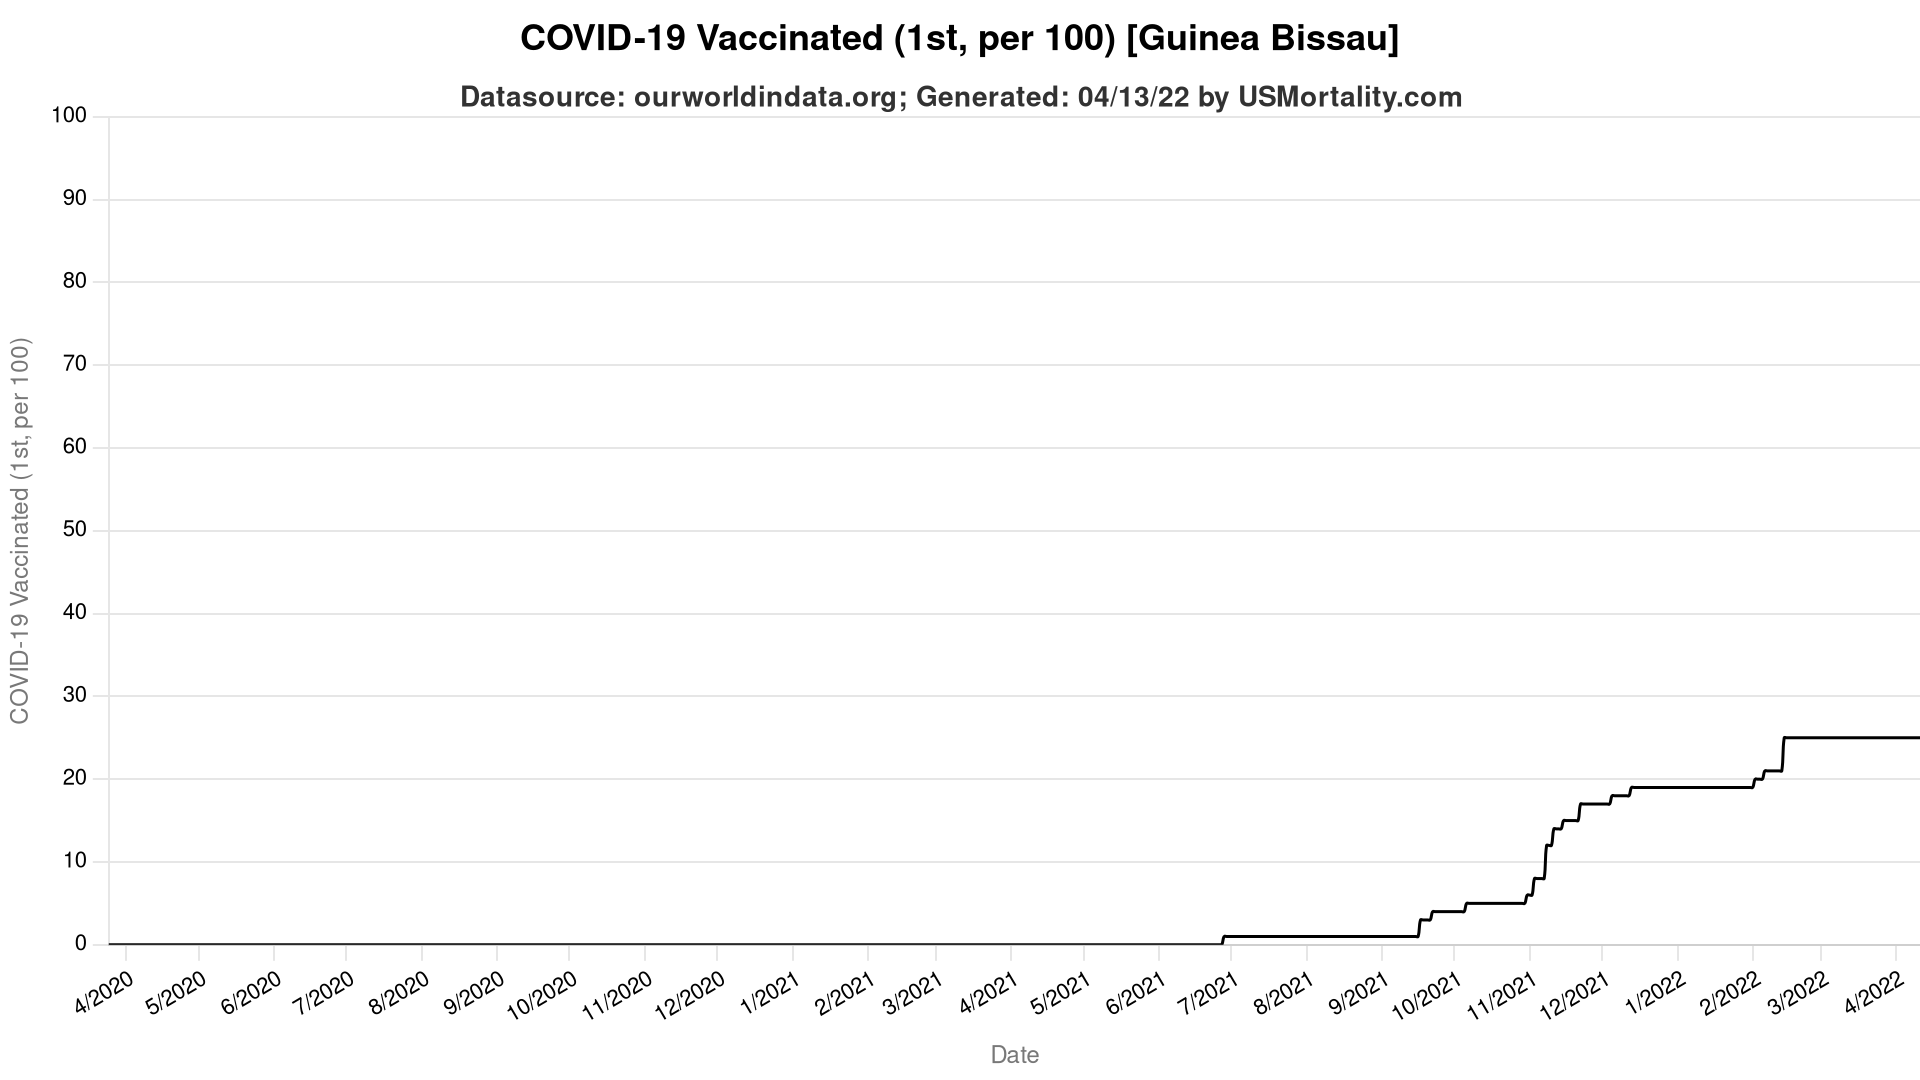 COVID-19 Vaccinated (1st, per 100) [Guinea Bissau]
Datasource: ourworldindata.org; Generated: 04/13/22 by USMortality.com
COVID-19 Vaccinated (1st, per 100)
100
90
80
70
60
50
40
30
20
10
0
4/2020 5/2020 6/2020 7/2020 8/2020 9/2020 10/2020 11/2020 12/2020 1/2021 2/2021 3/2021 4/2021 5/2021 6/2021 7/2021 8/2021 9/2021 10/2021 11/2021 12/2021 1/2022 2/2022 3/2022 4/2022
Date